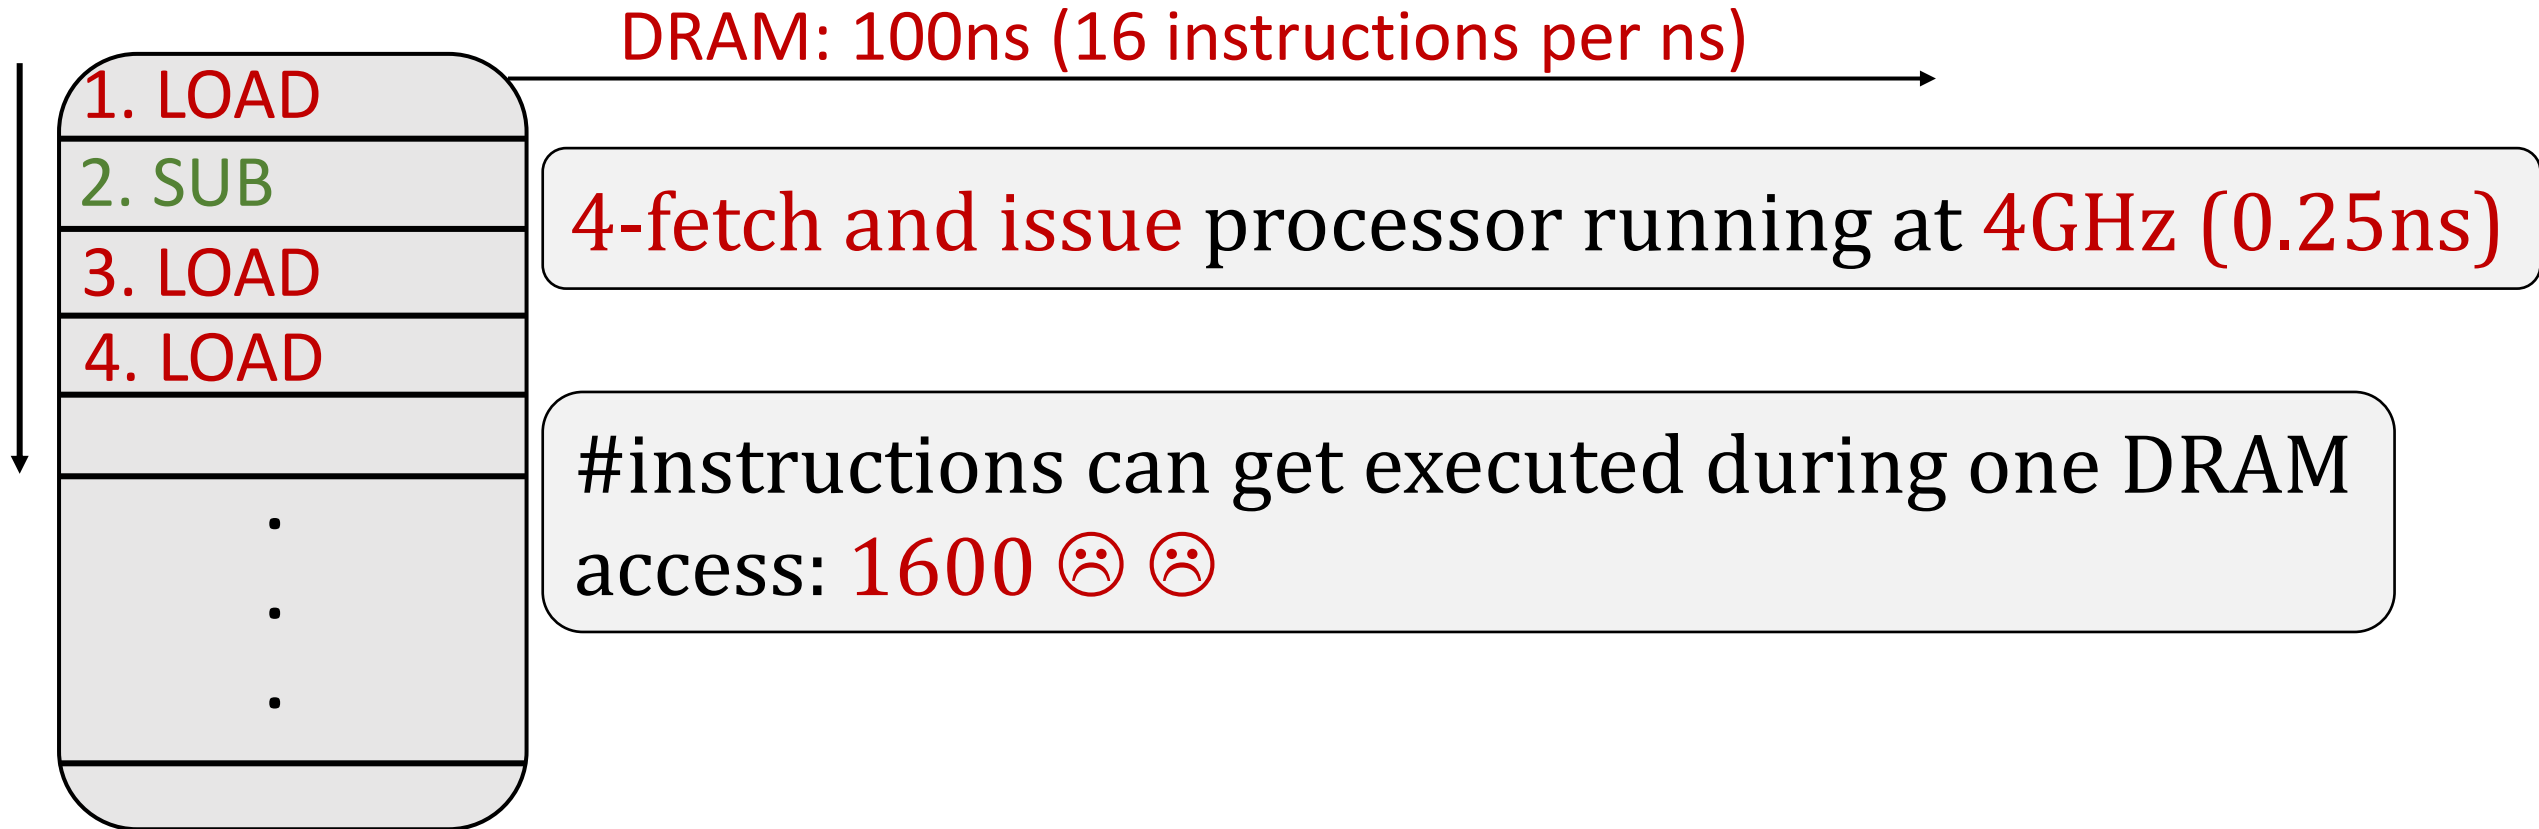 DRAM: 100ns (16 instructions per ns)
1. LOAD
2. SUB
3. LOAD
4. LOAD
.
.
.
4-fetch and issue processor running at 4GHz (0.25ns)
#instructions can get executed during one DRAM
access: 1600 ☹ ☹